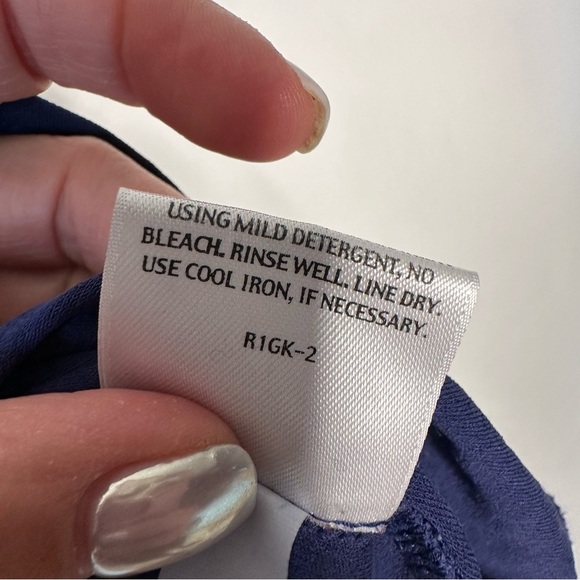 USING MILD DETERGENT, NO
BLEACH. RINSE WELL. LINE DRY.
USE COOL IRON, IF NECESSARY.
R1GK-2